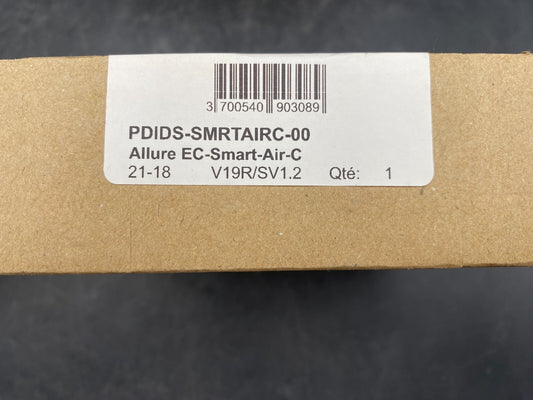 3 700540 903089
PDIDS-SMRTAIRC-00
Allure EC-Smart-Air-C
21-18 V19R/SV1.2 Qté: 1